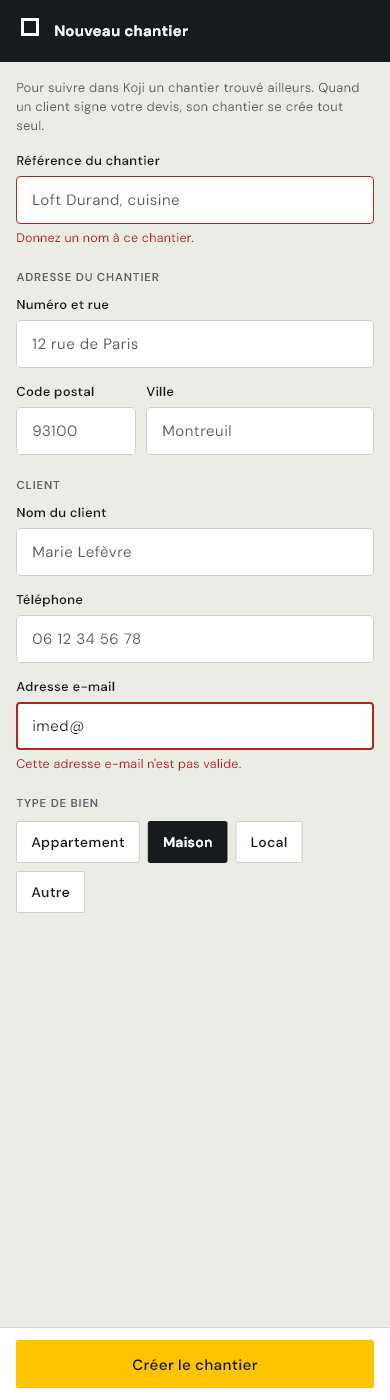 Nouveau chantier
Pour suivre dans Koji un chantier trouvé ailleurs. Quand
un client signe votre devis, son chantier se crée tout
seul.
Référence du chantier
Loft Durand, cuisine
Donnez un nom à ce chantier.
ADRESSE DU CHANTIER
Numéro et rue
12 rue de Paris
Code postal Ville
93100 Montreuil
CLIENT
Nom du client
Marie Lefèvre
Téléphone
06 12 34 56 78
Adresse e-mail
imed@
Cette adresse e-mail n'est pas valide.
TYPE DE BIEN
Appartement Maison Local
Autre
Créer le chantier